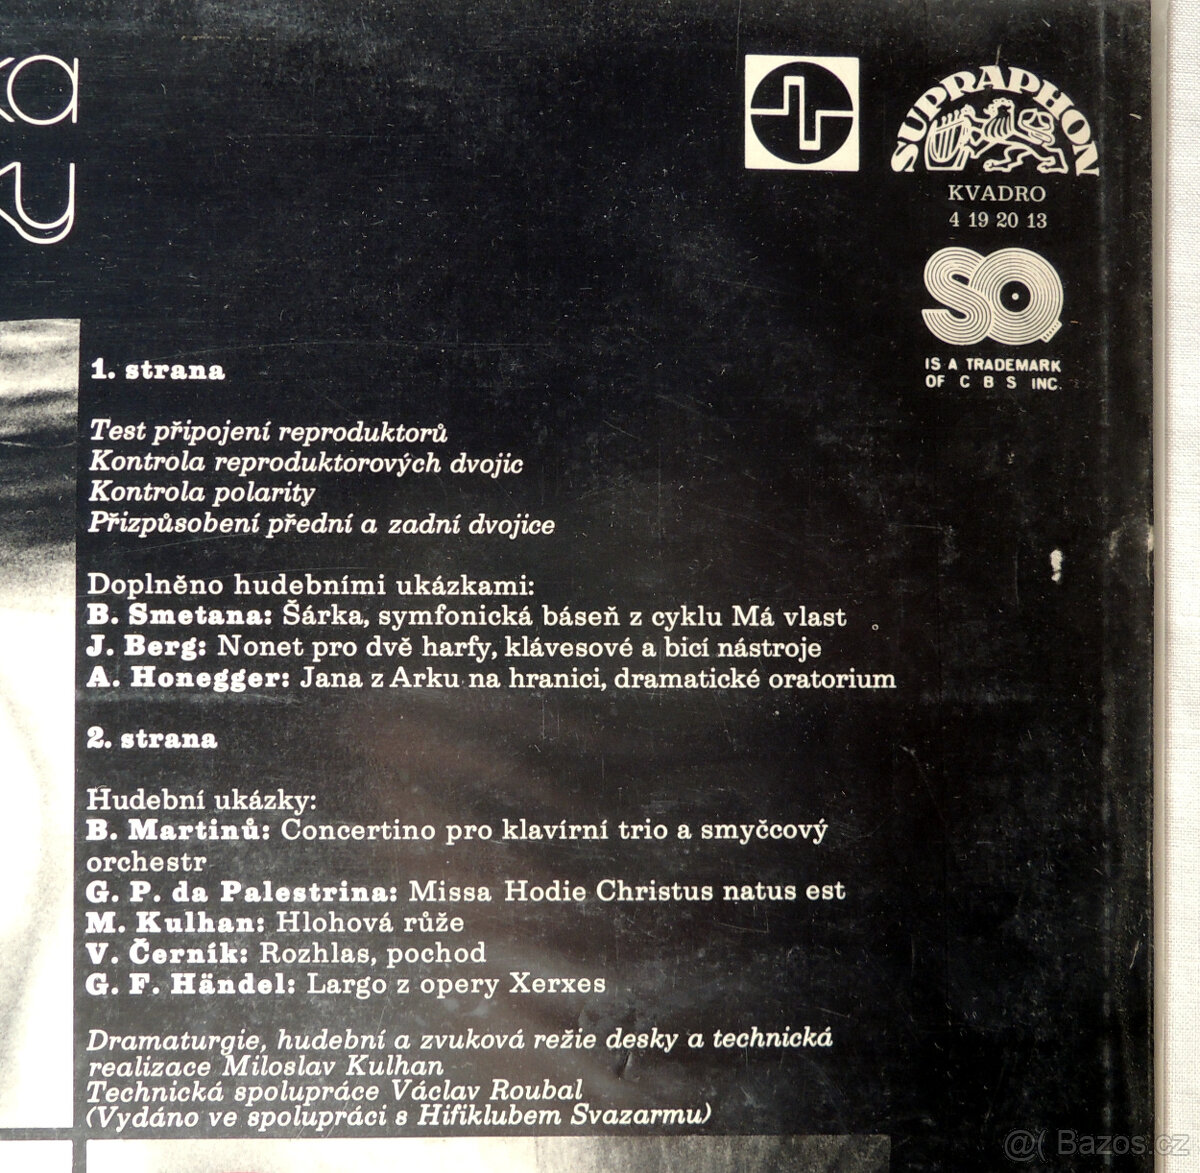 ka
ky
SUPRAPHON
KVADRO
4 19 20 13
SQ
IS A TRADEMARK
OF C B S INC.
1. strana
Test připojení reproduktorů
Kontrola reproduktorových dvojic
Kontrola polarity
Přizpůsobení přední a zadní dvojice
Doplněno hudebními ukázkami:
B. Smetana: Šárka, symfonická báseň z cyklu Má vlast
J. Berg: Nonet pro dvě harfy, klávesové a bicí nástroje
A. Honegger: Jana z Arku na hranici, dramatické oratorium
2. strana
Hudební ukázky:
B. Martinů: Concertino pro klavírní trio a smyčcový
orchestr
G. P. da Palestrina: Missa Hodie Christus natus est
M. Kulhan: Hlohová růže
V. Černík: Rozhlas, pochod
G. F. Händel: Largo z opery Xerxes
Dramaturgie, hudební a zvuková režie desky a technická
realizace Miloslav Kulhan
Technická spolupráce Václav Roubal
(Vydáno ve spolupráci s Hifiklubem Svazarmu)
@( Bazos.cz